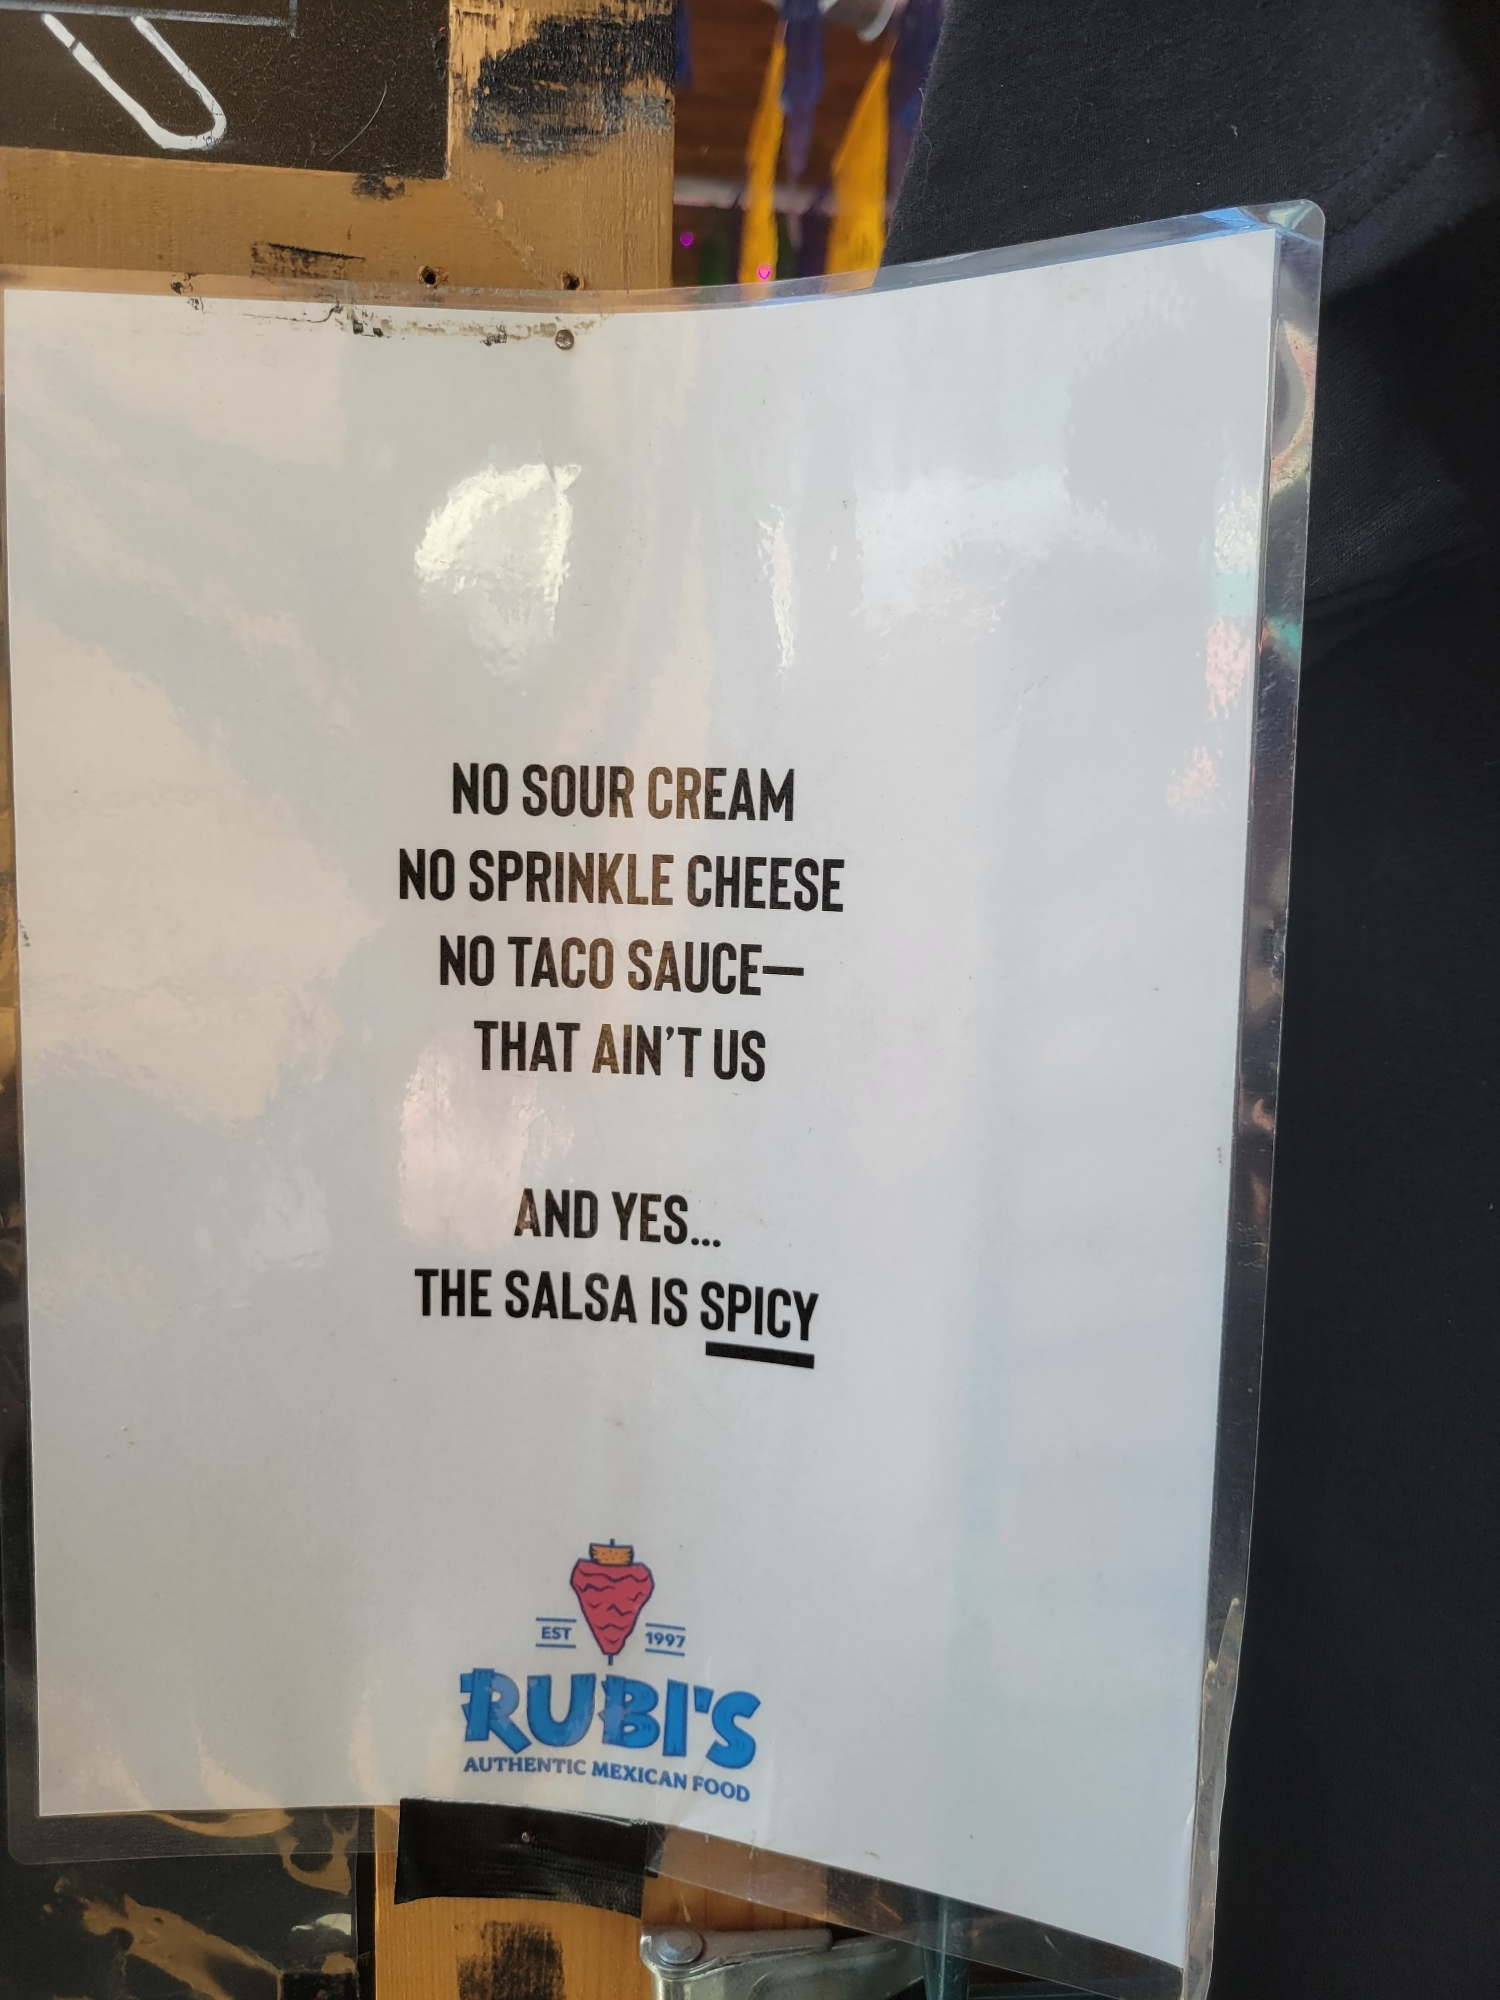 NO SOUR CREAM
NO SPRINKLE CHEESE
NO TACO SAUCE—
THAT AIN'T US
AND YES...
THE SALSA IS SPICY
EST 1997
RUBI'S
AUTHENTIC MEXICAN FOOD